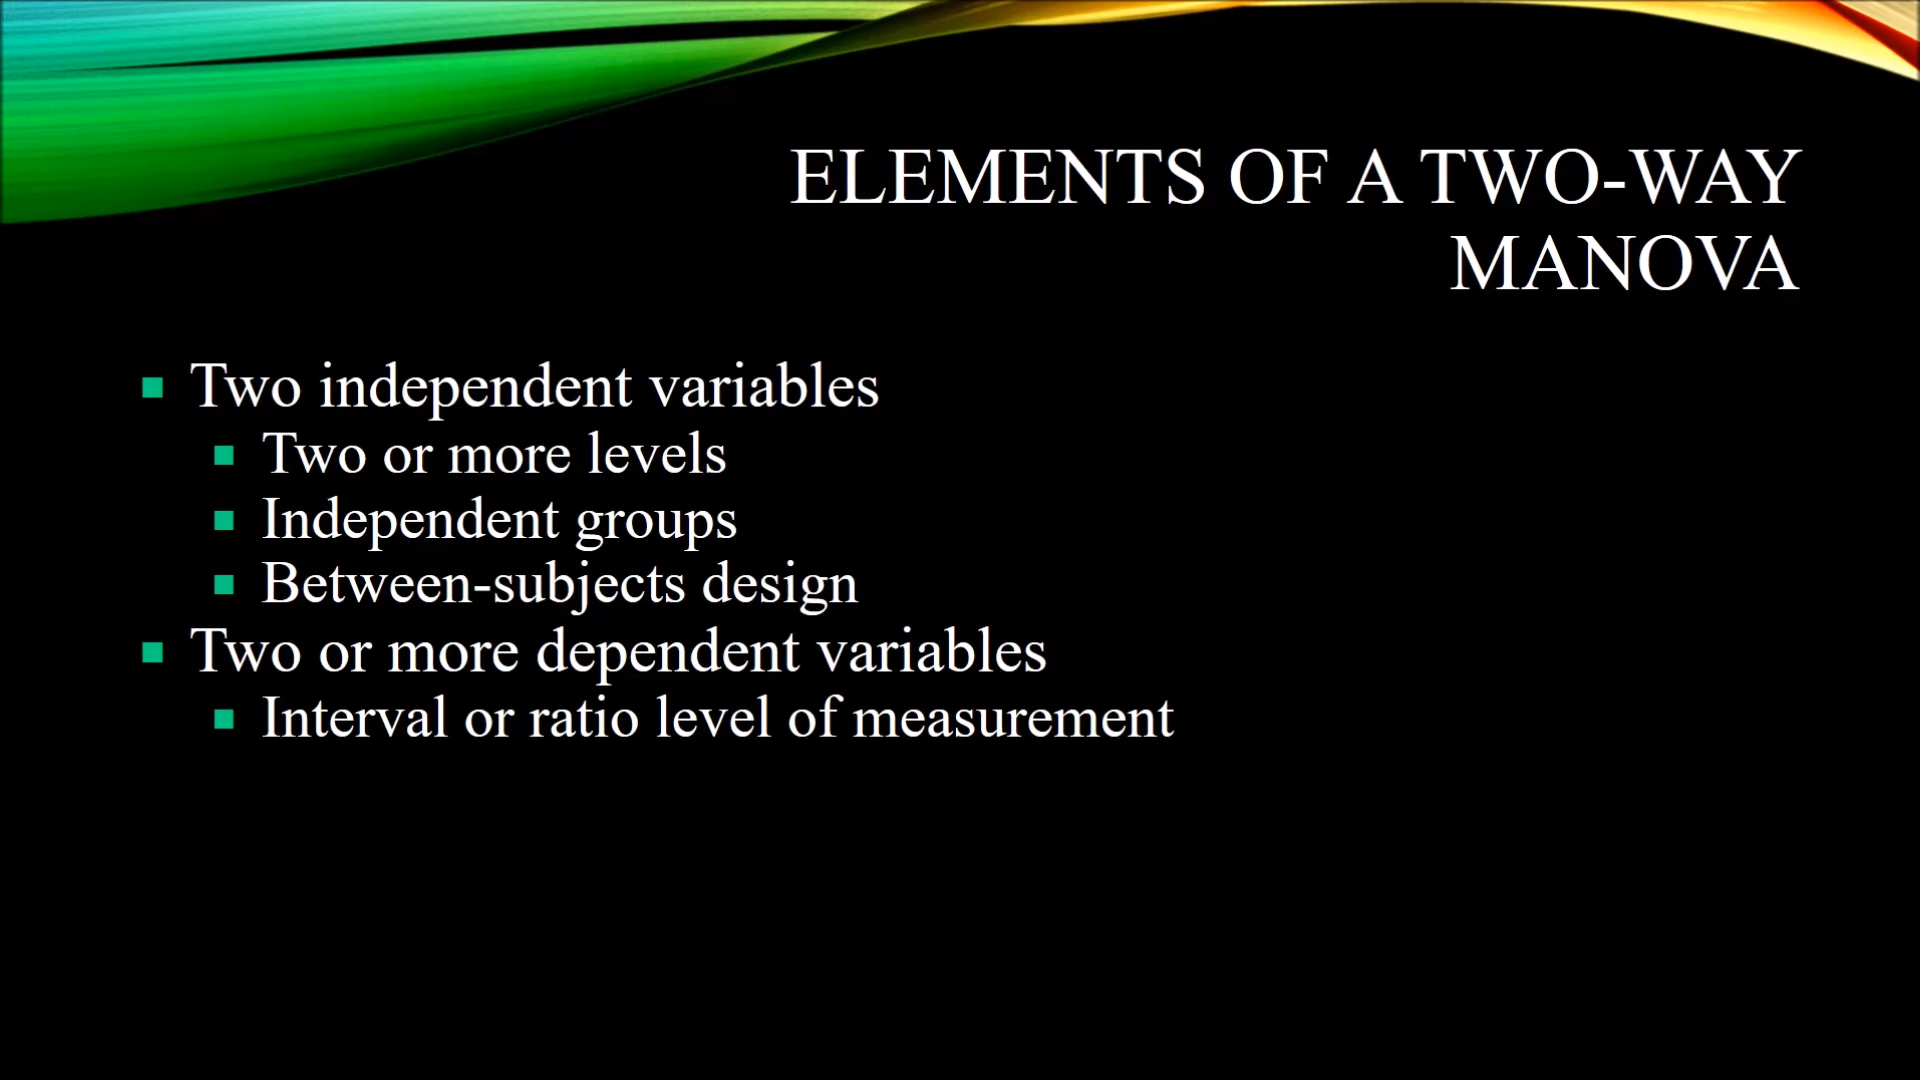 ELEMENTS OF A TWO-WAY
MANOVA
Two independent variables
Two or more levels
Independent groups
Between-subjects design
Two or more dependent variables
Interval or ratio level of measurement